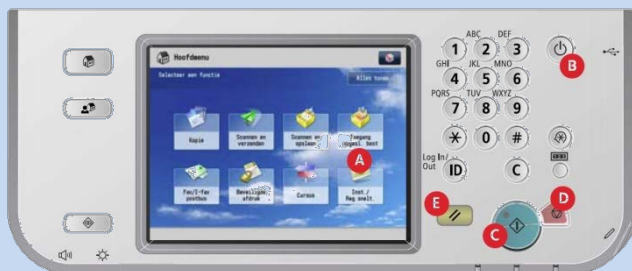 Hoofdmenu
Selecteer een functie
Alles tonen
Kopie
Scannen en
verzenden
Scannen en
opslaan
Toegang
opgesl. best
A
Fax/I-fax
postbus
Beveiligde
afdruk
Cursus
Inst./
Reg snelt.
ABC DEF
1 2 3
GHI JKL MNO
4 5 6
PQRS TUV WXYZ
7 8 9
* 0 #
Log In/
Out
ID
C
B
E
C
D